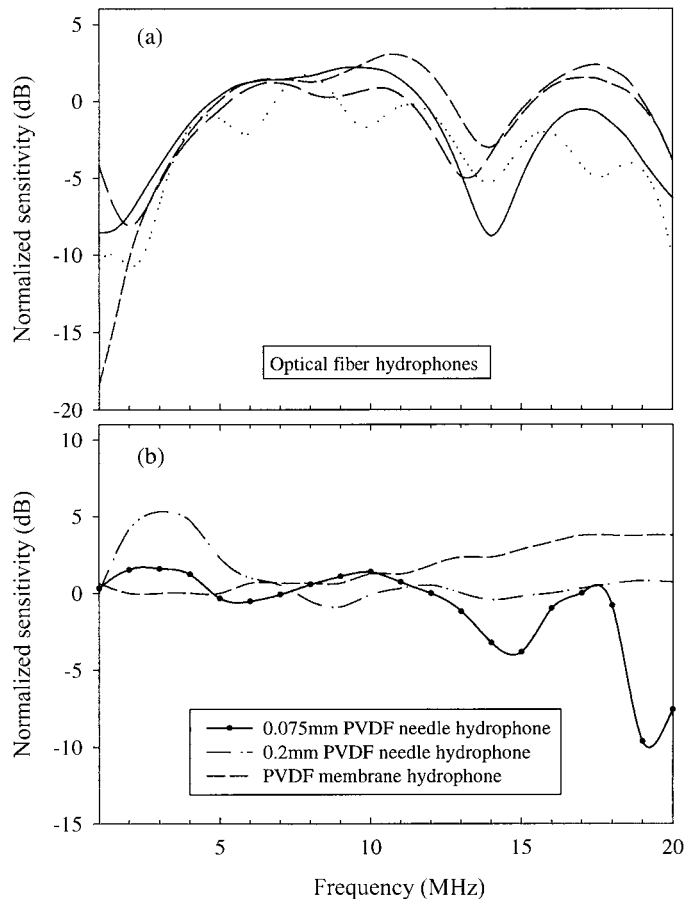 (a)
Normalized sensitivity (dB)
5
0
-5
-10
-15
-20
Optical fiber hydrophones
(b)
Normalized sensitivity (dB)
10
5
0
-5
-10
-15
0.075mm PVDF needle hydrophone
0.2mm PVDF needle hydrophone
PVDF membrane hydrophone
5
10
15
20
Frequency (MHz)